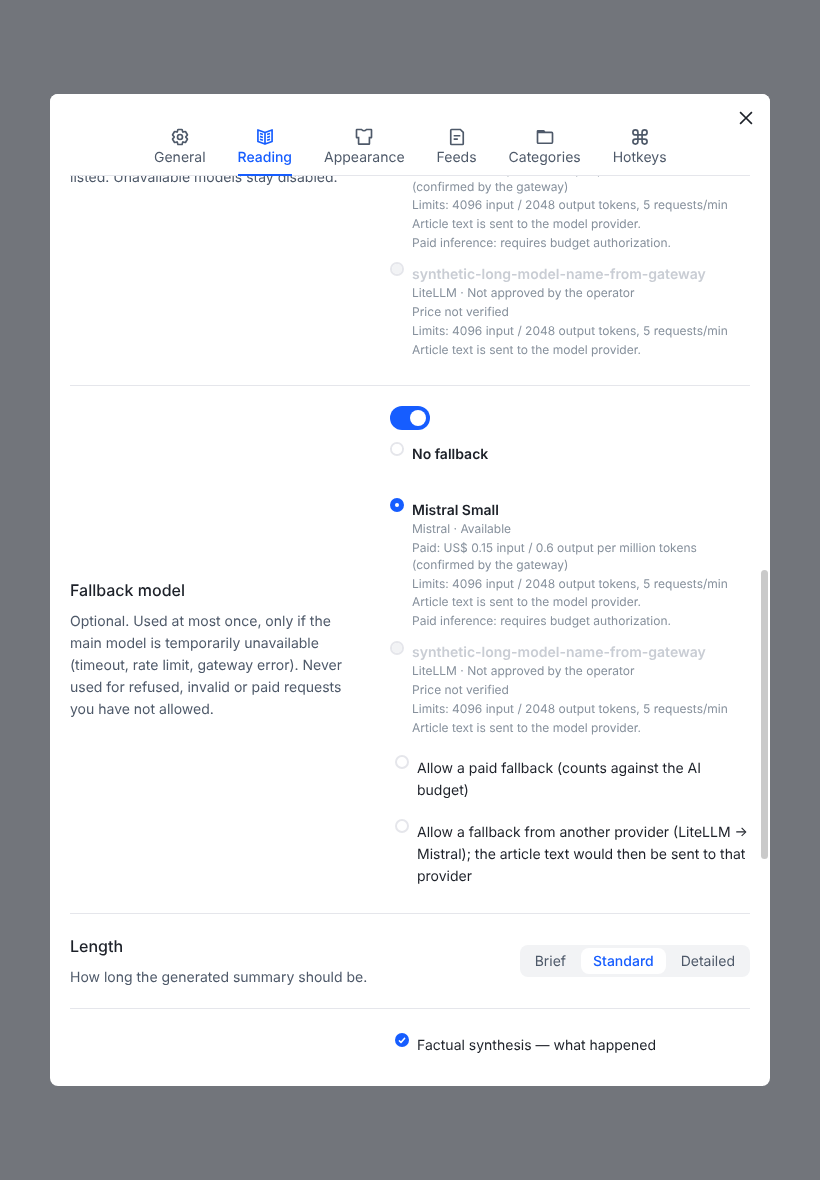 General
Reading
Appearance
Feeds
Categories
Hotkeys
listed. Unavailable models stay disabled.
(confirmed by the gateway)
Limits: 4096 input / 2048 output tokens, 5 requests/min
Article text is sent to the model provider.
Paid inference: requires budget authorization.
synthetic-long-model-name-from-gateway
LiteLLM · Not approved by the operator
Price not verified
Limits: 4096 input / 2048 output tokens, 5 requests/min
Article text is sent to the model provider.
Fallback model
Optional. Used at most once, only if the
main model is temporarily unavailable
(timeout, rate limit, gateway error). Never
used for refused, invalid or paid requests
you have not allowed.
No fallback
Mistral Small
Mistral · Available
Paid: US$ 0.15 input / 0.6 output per million tokens
(confirmed by the gateway)
Limits: 4096 input / 2048 output tokens, 5 requests/min
Article text is sent to the model provider.
Paid inference: requires budget authorization.
synthetic-long-model-name-from-gateway
LiteLLM · Not approved by the operator
Price not verified
Limits: 4096 input / 2048 output tokens, 5 requests/min
Article text is sent to the model provider.
Allow a paid fallback (counts against the AI
budget)
Allow a fallback from another provider (LiteLLM →
Mistral); the article text would then be sent to that
provider
Length
How long the generated summary should be.
Brief
Standard
Detailed
Factual synthesis — what happened